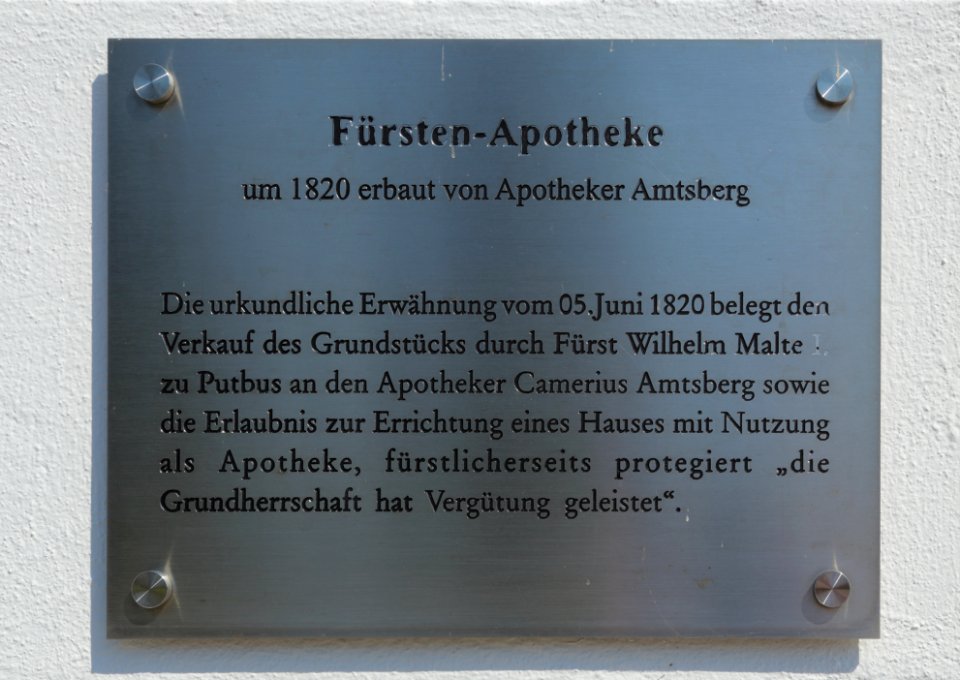 Fürsten-Apotheke
um 1820 erbaut von Apotheker Amtsberg
Die urkundliche Erwähnung vom 05.Juni 1820 belegt den
Verkauf des Grundstücks durch Fürst Wilhelm Malte I.
zu Putbus an den Apotheker Camerius Amtsberg sowie
die Erlaubnis zur Errichtung eines Hauses mit Nutzung
als Apotheke, fürstlicherseits protegiert „die
Grundherrschaft hat Vergütung geleistet“.